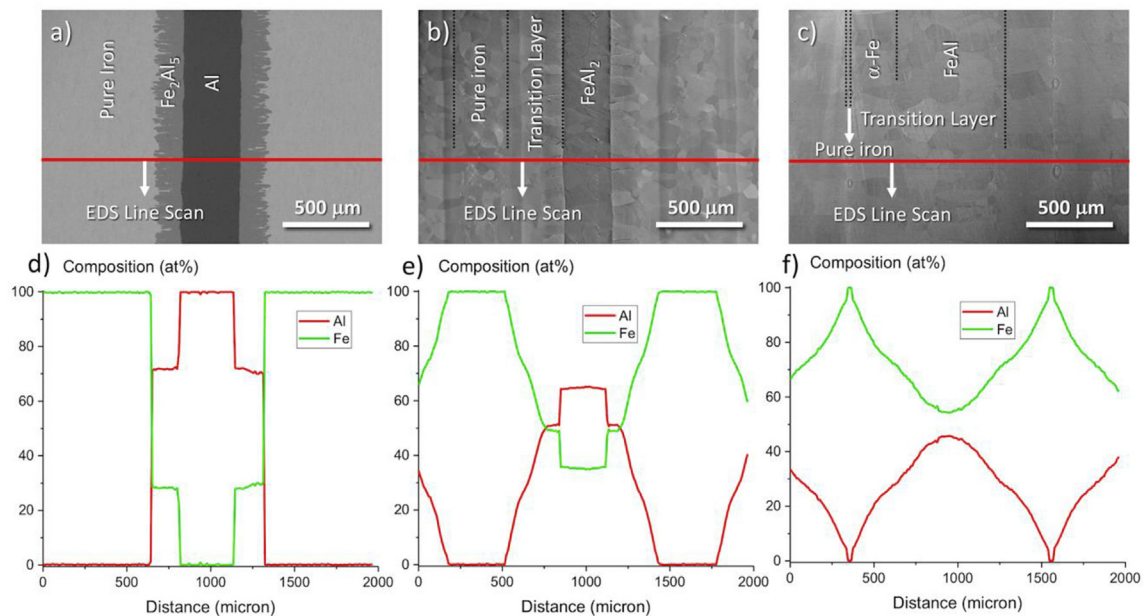 a)
Pure Iron
Fe2Al5
Al
EDS Line Scan
500 μm
b)
Pure iron
Transition Layer
FeAl2
EDS Line Scan
500 μm
c)
α-Fe
FeAl
Transition Layer
Pure iron
EDS Line Scan
500 μm
d)
Composition (at%)
100
80
60
40
20
0
Al
Fe
0
500
1000
1500
2000
Distance (micron)
e)
Composition (at%)
100
80
60
40
20
0
Al
Fe
0
500
1000
1500
2000
Distance (micron)
f)
Composition (at%)
100
80
60
40
20
0
Al
Fe
0
500
1000
1500
2000
Distance (micron)